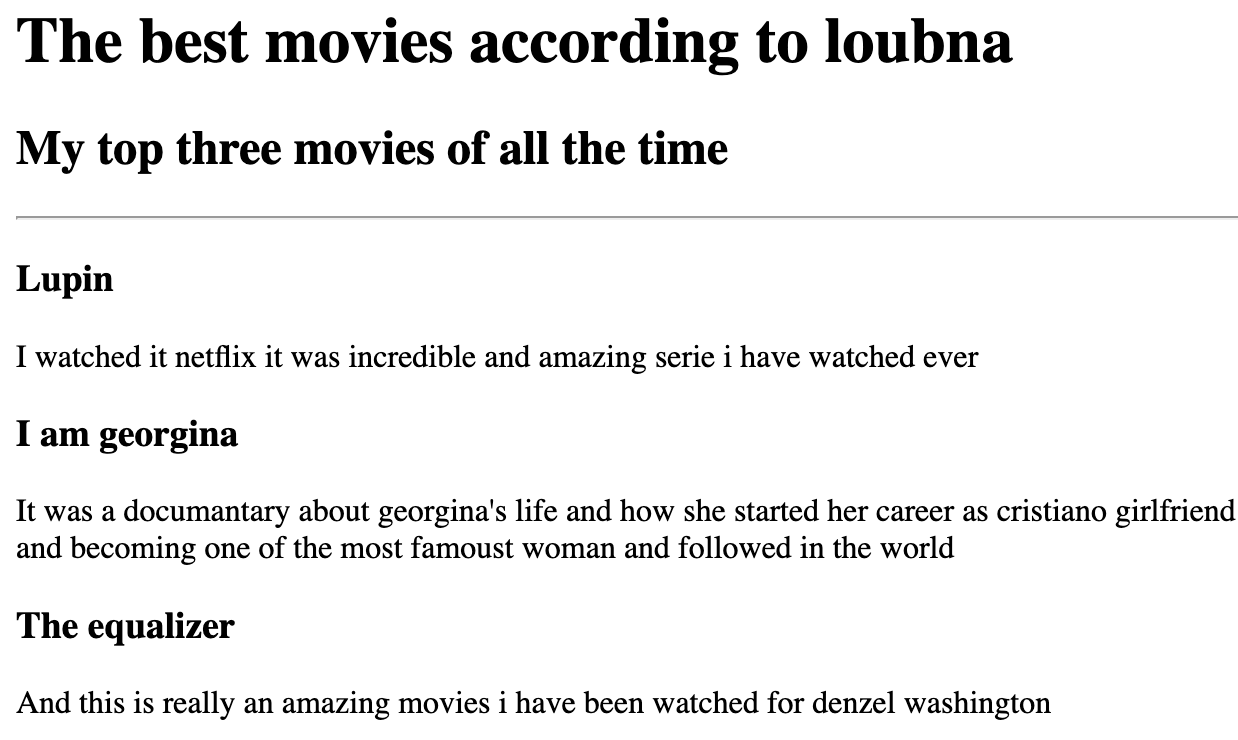 The best movies according to loubna
My top three movies of all the time
Lupin
I watched it netflix it was incredible and amazing serie i have watched ever
I am georgina
It was a documantary about georgina's life and how she started her career as cristiano girlfriend
and becoming one of the most famoust woman and followed in the world
The equalizer
And this is really an amazing movies i have been watched for denzel washington